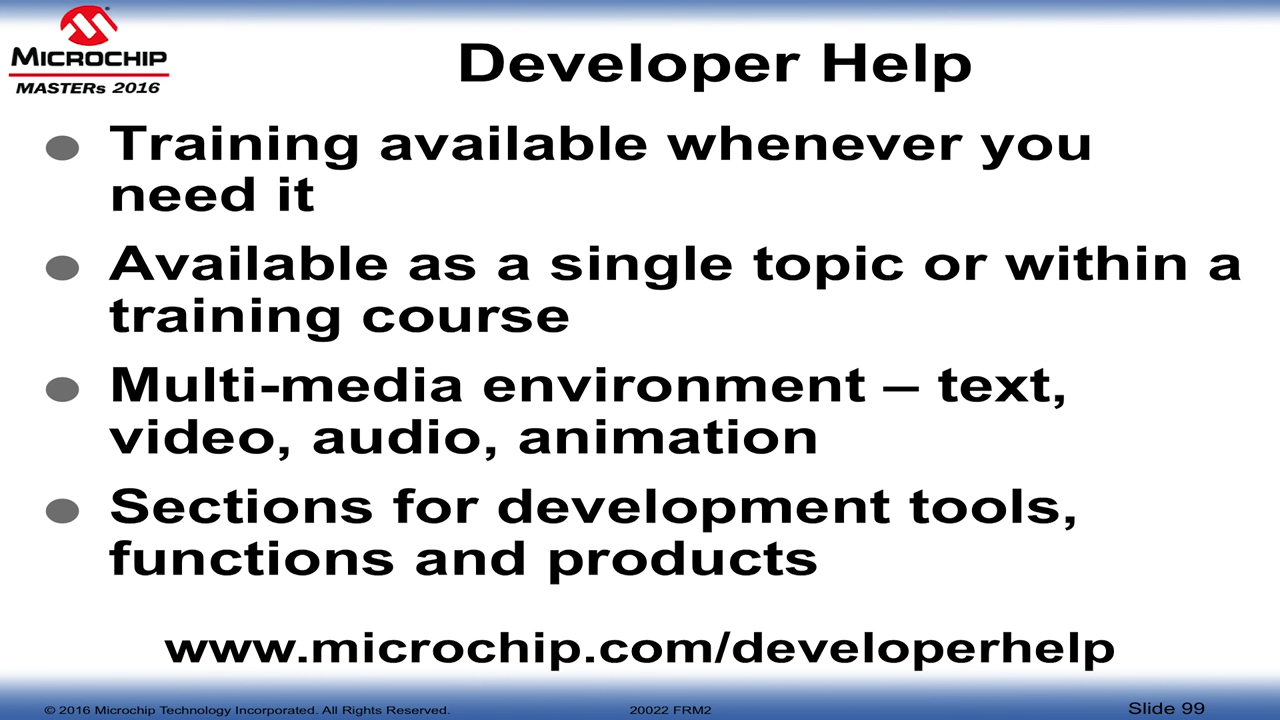 MICROCHIP
MASTERs 2016
Developer Help
Training available whenever you
need it
Available as a single topic or within a
training course
Multi-media environment – text,
video, audio, animation
Sections for development tools,
functions and products
www.microchip.com/developerhelp
© 2016 Microchip Technology Incorporated. All Rights Reserved.
20022 FRM2
Slide 99